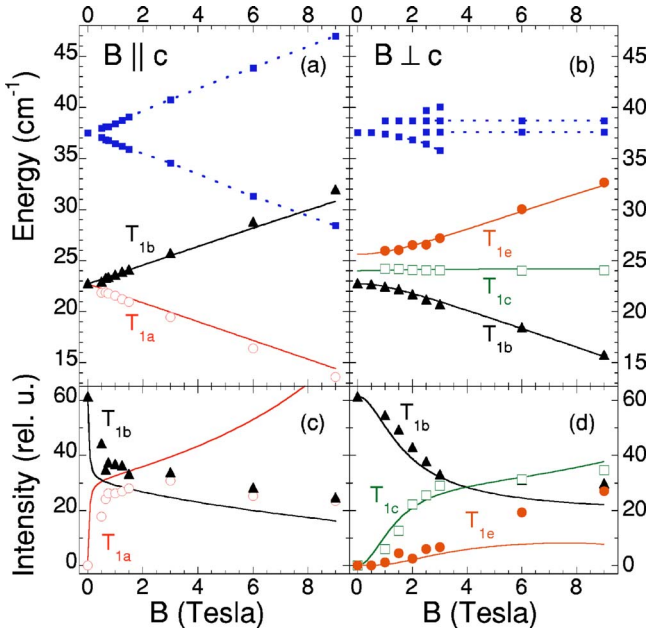 0 2 4 6 8 0 2 4 6 8
B || c (a) B ⊥ c (b)
Energy (cm⁻¹)
45 45
40 40
35 35
30 30
25 25
20 20
15 15
T1b
T1a
T1e
T1c
T1b
Intensity (rel. u.)
60 60
40 40
20 20
0 0
T1b (c) T1b (d)
T1a
T1c
T1e
0 2 4 6 8 0 2 4 6 8
B (Tesla) B (Tesla)